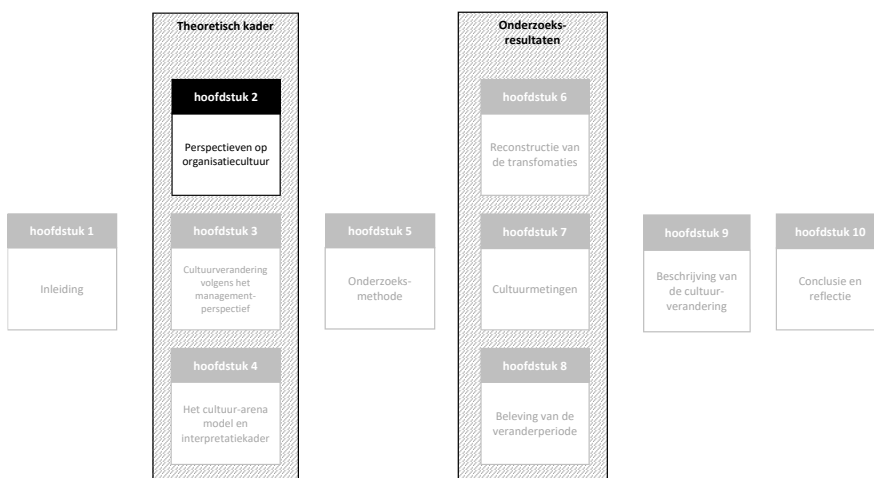 Theoretisch kader
hoofdstuk 2
Perspectieven op
organisatiecultuur
hoofdstuk 3
Cultuurverandering
volgens het
management-
perspectief
hoofdstuk 4
Het cultuur-arena
model en
interpretatiekader
hoofdstuk 1
Inleiding
hoofdstuk 5
Onderzoeks-
methode
Onderzoeks-
resultaten
hoofdstuk 6
Reconstructie van
de transfomaties
hoofdstuk 7
Cultuurmetingen
hoofdstuk 8
Beleving van de
veranderperiode
hoofdstuk 9
Beschrijving van
de cultuur-
verandering
hoofdstuk 10
Conclusie en
reflectie